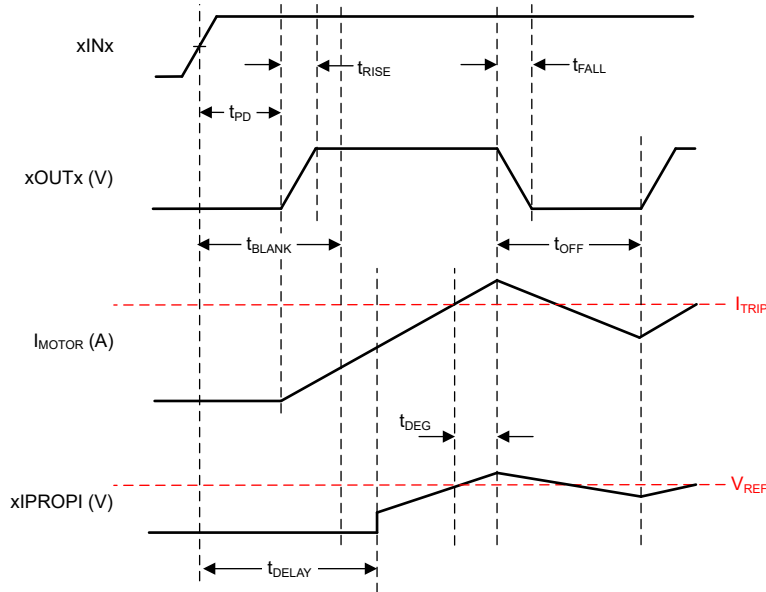 xINx
tRISE
tFALL
tPD
xOUTx (V)
tBLANK
tOFF
ITRIP
IMOTOR (A)
tDEG
xIPROPI (V)
VREF
tDELAY